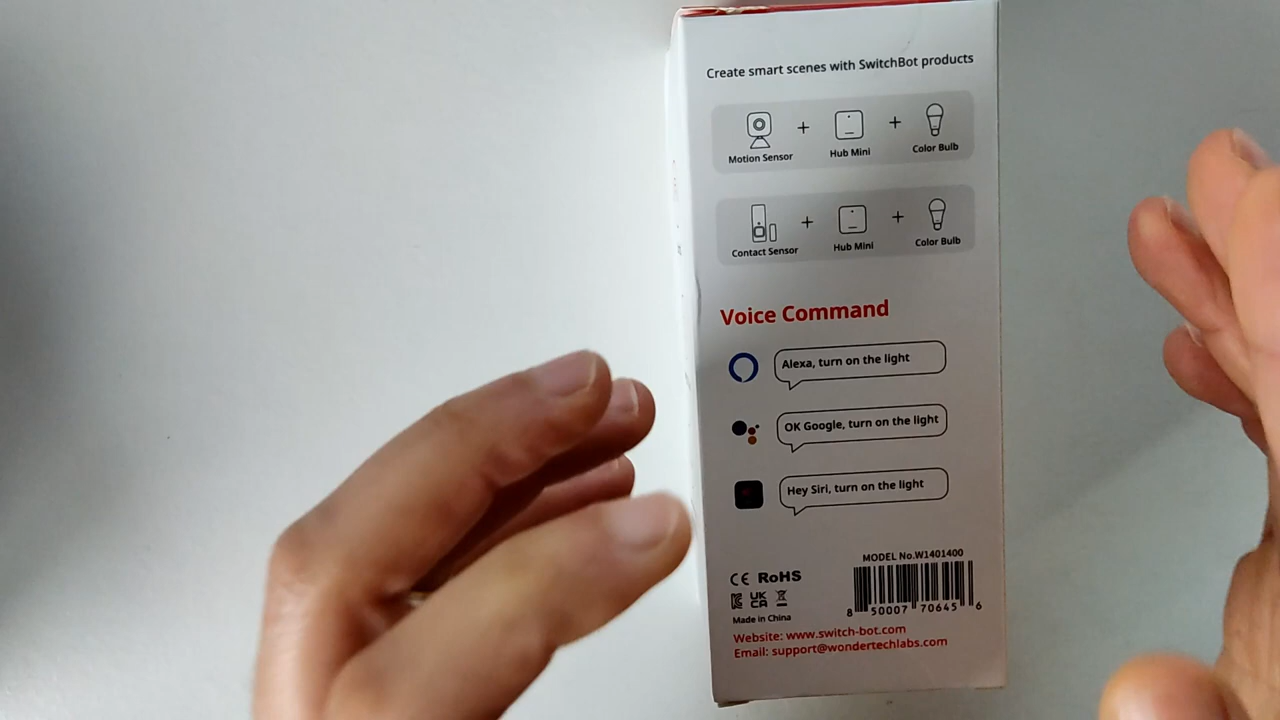 Create smart scenes with SwitchBot products
+ +
Motion Sensor Hub Mini Color Bulb
+ +
Contact Sensor Hub Mini Color Bulb
Voice Command
Alexa, turn on the light
OK Google, turn on the light
Hey Siri, turn on the light
MODEL No.W1401400
CE RoHS
UK
CA
8 50007 70645 6
Made in China
Website: www.switch-bot.com
Email: support@wondertechlabs.com